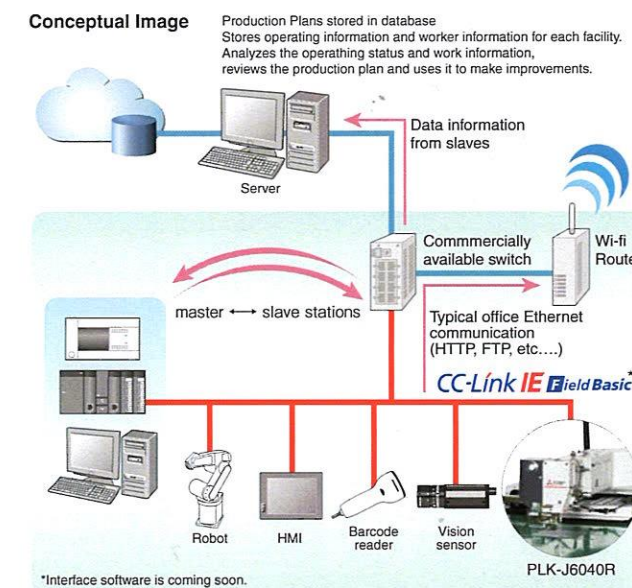 Conceptual Image
Production Plans stored in database
Stores operating information and worker information for each facility.
Analyzes the operathing status and work information,
reviews the production plan and uses it to make improvements.
Data information
from slaves
Server
Commmercially
available switch
Wi-fi
Route
master ⟷ slave stations
Typical office Ethernet
communication
(HTTP, FTP, etc....)
CC-Link IE Field Basic*
Robot
HMI
Barcode
reader
Vision
sensor
PLK-J6040R
*Interface software is coming soon.